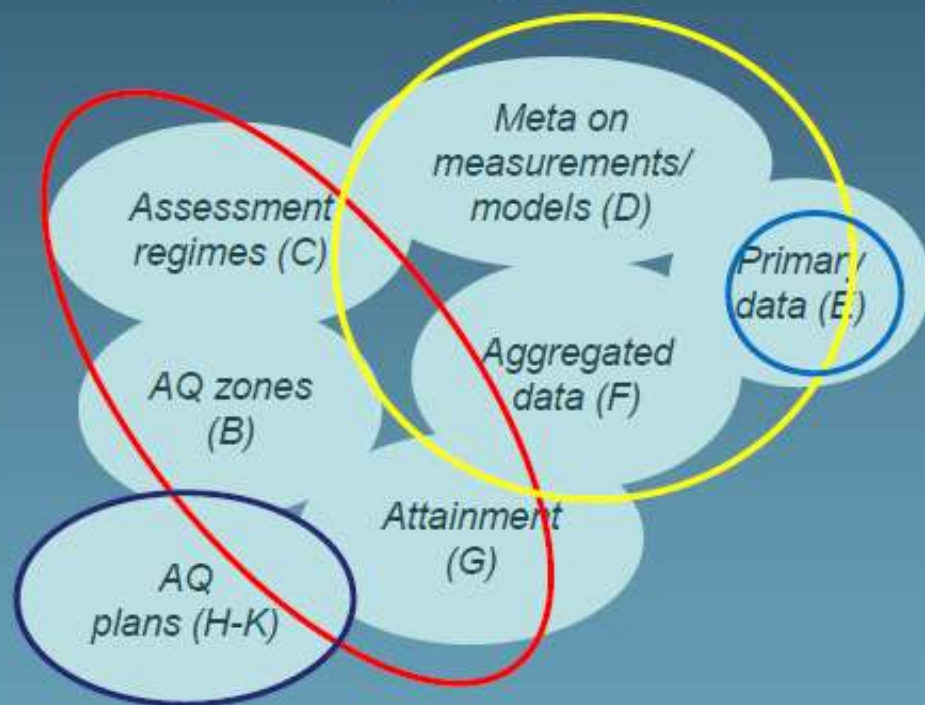 Meta on
measurements/
models (D)
Assessment
regimes (C)
Primary
data (E)
Aggregated
data (F)
AQ zones
(B)
Attainment
(G)
AQ
plans (H-K)